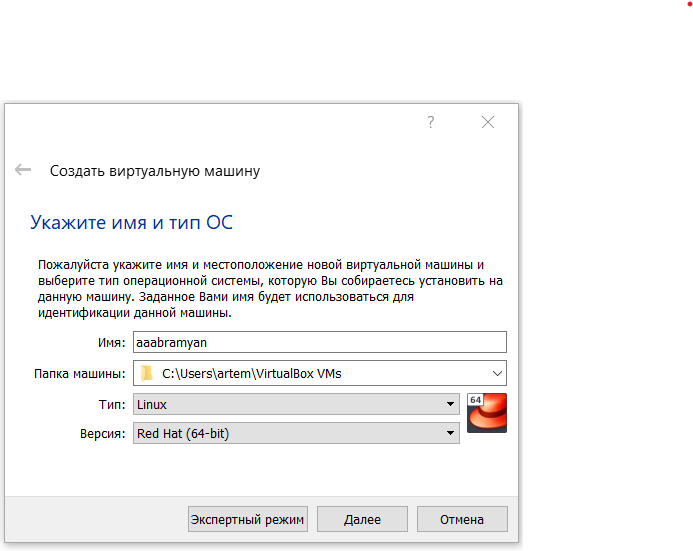 ?
Создать виртуальную машину
Укажите имя и тип ОС
Пожалуйста укажите имя и местоположение новой виртуальной машины и
выберите тип операционной системы, которую Вы собираетесь установить на
данную машину. Заданное Вами имя будет использоваться для
идентификации данной машины.
Имя: aaabramyan
Папка машины: C:\Users\artem\VirtualBox VMs
Тип: Linux
64
Версия: Red Hat (64-bit)
Экспертный режим Далее Отмена